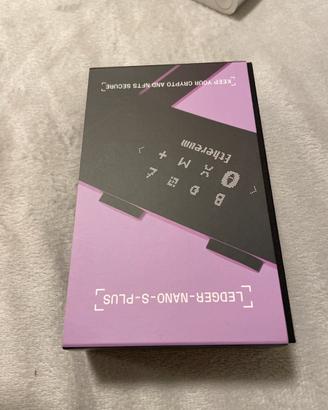 [LEDGER-NANO-S-PLUS]
Ethereum
[KEEP YOUR CRYPTO AND NFTS SECURE]